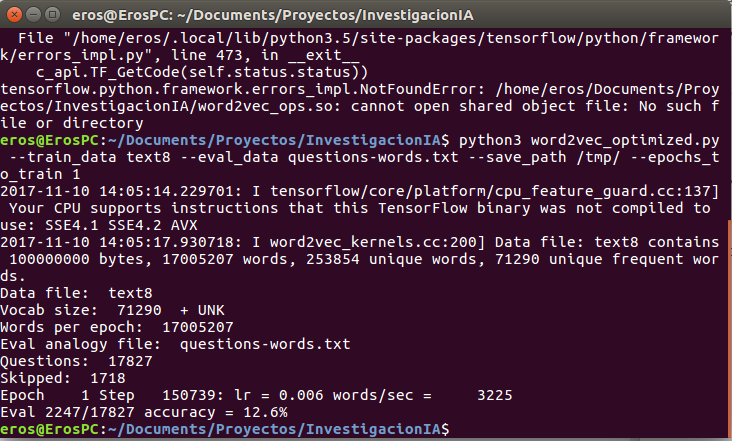 eros@ErosPC: ~/Documents/Proyectos/InvestigacionIA
  File "/home/eros/.local/lib/python3.5/site-packages/tensorflow/python/framewor
k/errors_impl.py", line 473, in __exit__
    c_api.TF_GetCode(self.status.status))
tensorflow.python.framework.errors_impl.NotFoundError: /home/eros/Documents/Proy
ectos/InvestigacionIA/word2vec_ops.so: cannot open shared object file: No such f
ile or directory
eros@ErosPC:~/Documents/Proyectos/InvestigacionIA$ python3 word2vec_optimized.py
 --train_data text8 --eval_data questions-words.txt --save_path /tmp/ --epochs_t
o_train 1
2017-11-10 14:05:14.229701: I tensorflow/core/platform/cpu_feature_guard.cc:137]
 Your CPU supports instructions that this TensorFlow binary was not compiled to
use: SSE4.1 SSE4.2 AVX
2017-11-10 14:05:17.930718: I word2vec_kernels.cc:200] Data file: text8 contains
 100000000 bytes, 17005207 words, 253854 unique words, 71290 unique frequent wor
ds.
Data file:  text8
Vocab size:  71290  + UNK
Words per epoch:  17005207
Eval analogy file:  questions-words.txt
Questions:  17827
Skipped:  1718
Epoch    1 Step   150739: lr = 0.006 words/sec =     3225
Eval 2247/17827 accuracy = 12.6%
eros@ErosPC:~/Documents/Proyectos/InvestigacionIA$